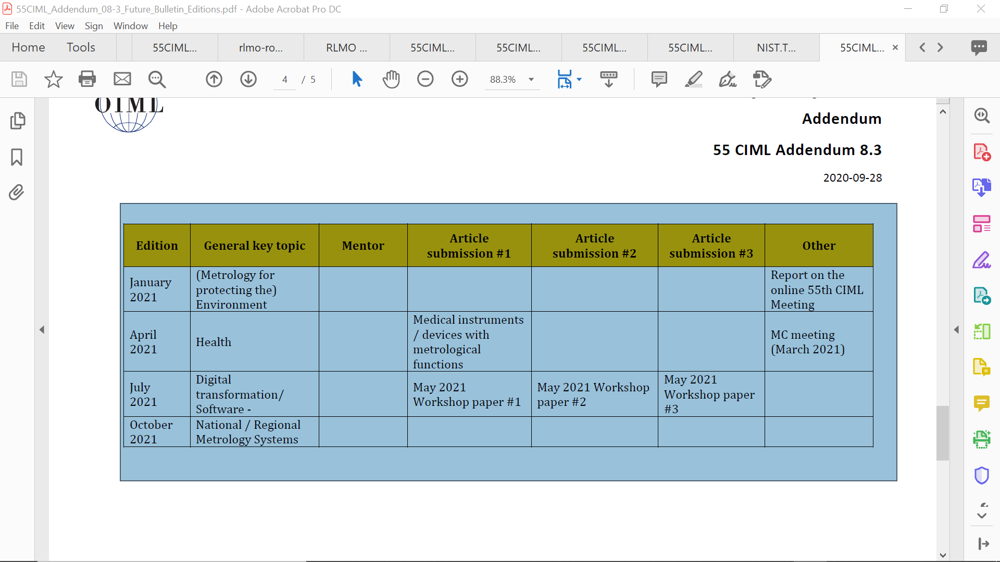 55CIML_Addendum_08-3_Future_Bulletin_Editions.pdf - Adobe Acrobat Pro DC
File Edit View Sign Window Help
Home Tools 55CIML... rlmo-ro... RLMO ... 55CIML... 55CIML... 55CIML... 55CIML... NIST.T... 55CIML... ×
4 / 5 88.3%
OIML
Addendum
55 CIML Addendum 8.3
2020-09-28
Edition
General key topic
Mentor
Article
submission #1
Article
submission #2
Article
submission #3
Other
January
2021
(Metrology for
protecting the)
Environment
Report on the
online 55th CIML
Meeting
April
2021
Health
Medical instruments
/ devices with
metrological
functions
MC meeting
(March 2021)
July
2021
Digital
transformation/
Software -
May 2021
Workshop paper #1
May 2021 Workshop
paper #2
May 2021
Workshop paper
#3
October
2021
National / Regional
Metrology Systems